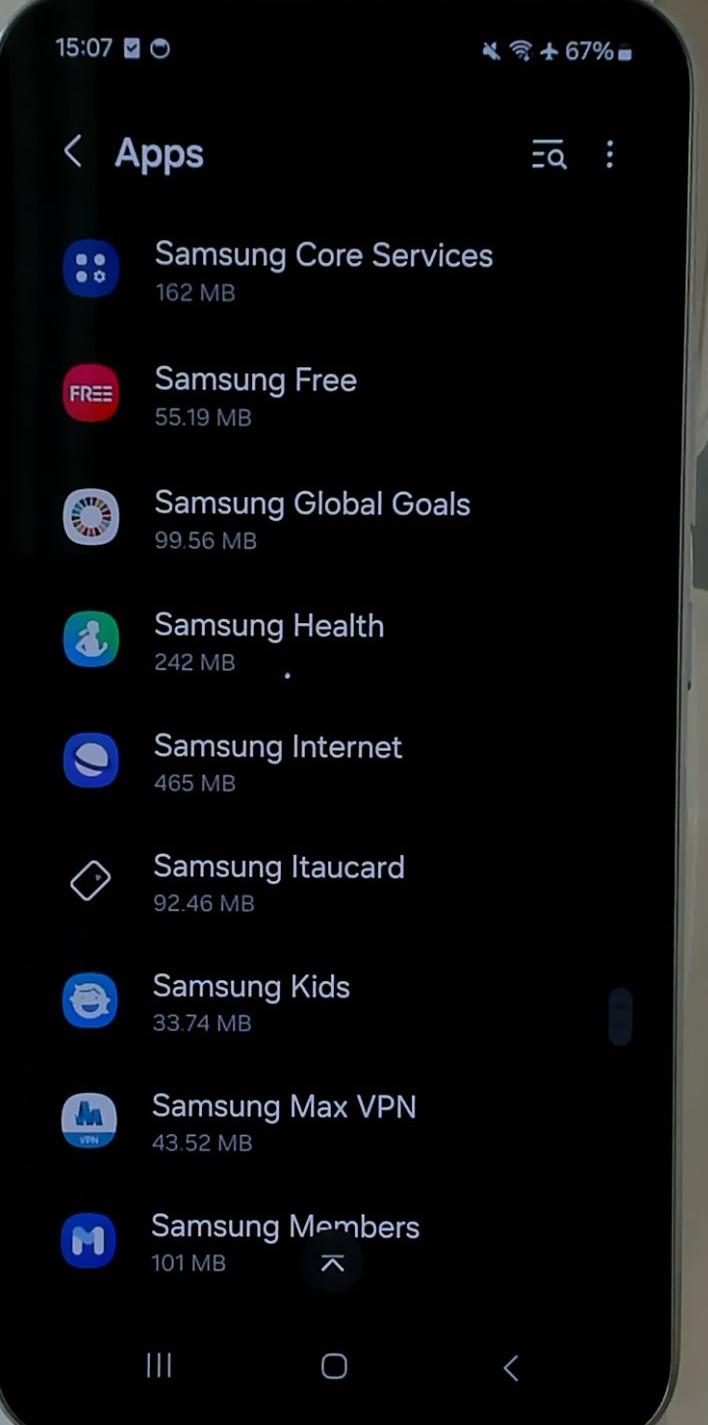 15:07
67%
Apps
Samsung Core Services
162 MB
FREE
Samsung Free
55.19 MB
Samsung Global Goals
99.56 MB
Samsung Health
242 MB
Samsung Internet
465 MB
Samsung Itaucard
92.46 MB
Samsung Kids
33.74 MB
Samsung Max VPN
VPN
43.52 MB
Samsung Members
101 MB